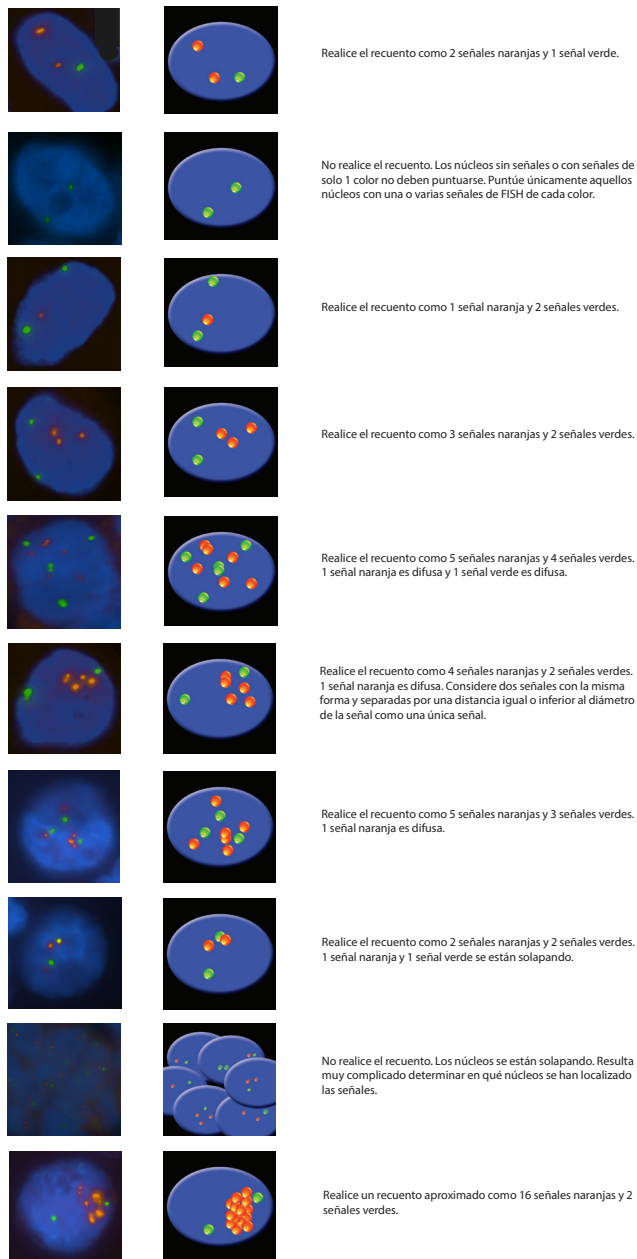 Realice el recuento como 2 señales naranjas y 1 señal verde.
No realice el recuento. Los núcleos sin señales o con señales de
solo 1 color no deben puntuarse. Puntúe únicamente aquellos
núcleos con una o varias señales de FISH de cada color.
Realice el recuento como 1 señal naranja y 2 señales verdes.
Realice el recuento como 3 señales naranjas y 2 señales verdes.
Realice el recuento como 5 señales naranjas y 4 señales verdes.
1 señal naranja es difusa y 1 señal verde es difusa.
Realice el recuento como 4 señales naranjas y 2 señales verdes.
1 señal naranja es difusa. Considere dos señales con la misma
forma y separadas por una distancia igual o inferior al diámetro
de la señal como una única señal.
Realice el recuento como 5 señales naranjas y 3 señales verdes.
1 señal naranja es difusa.
Realice el recuento como 2 señales naranjas y 2 señales verdes.
1 señal naranja y 1 señal verde se están solapando.
No realice el recuento. Los núcleos se están solapando. Resulta
muy complicado determinar en qué núcleos se han localizado
las señales.
Realice un recuento aproximado como 16 señales naranjas y 2
señales verdes.